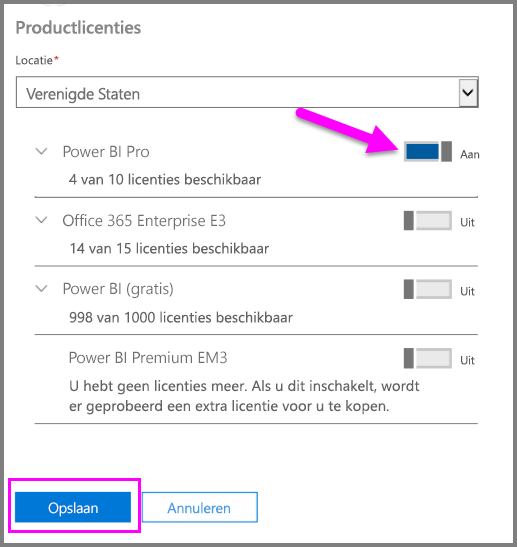 Productlicenties
Locatie*
Verenigde Staten
Power BI Pro
Aan
4 van 10 licenties beschikbaar
Office 365 Enterprise E3
Uit
14 van 15 licenties beschikbaar
Power BI (gratis)
Uit
998 van 1000 licenties beschikbaar
Power BI Premium EM3
Uit
U hebt geen licenties meer. Als u dit inschakelt, wordt
er geprobeerd een extra licentie voor u te kopen.
Opslaan
Annuleren